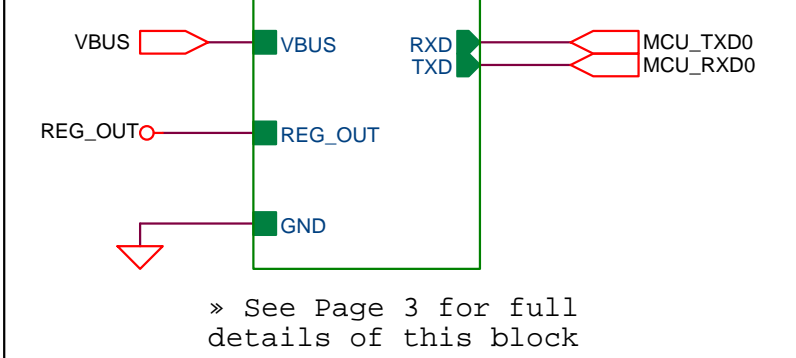 VBUS VBUS RXD MCU_TXD0
TXD MCU_RXD0
REG_OUT REG_OUT
GND
» See Page 3 for full
details of this block